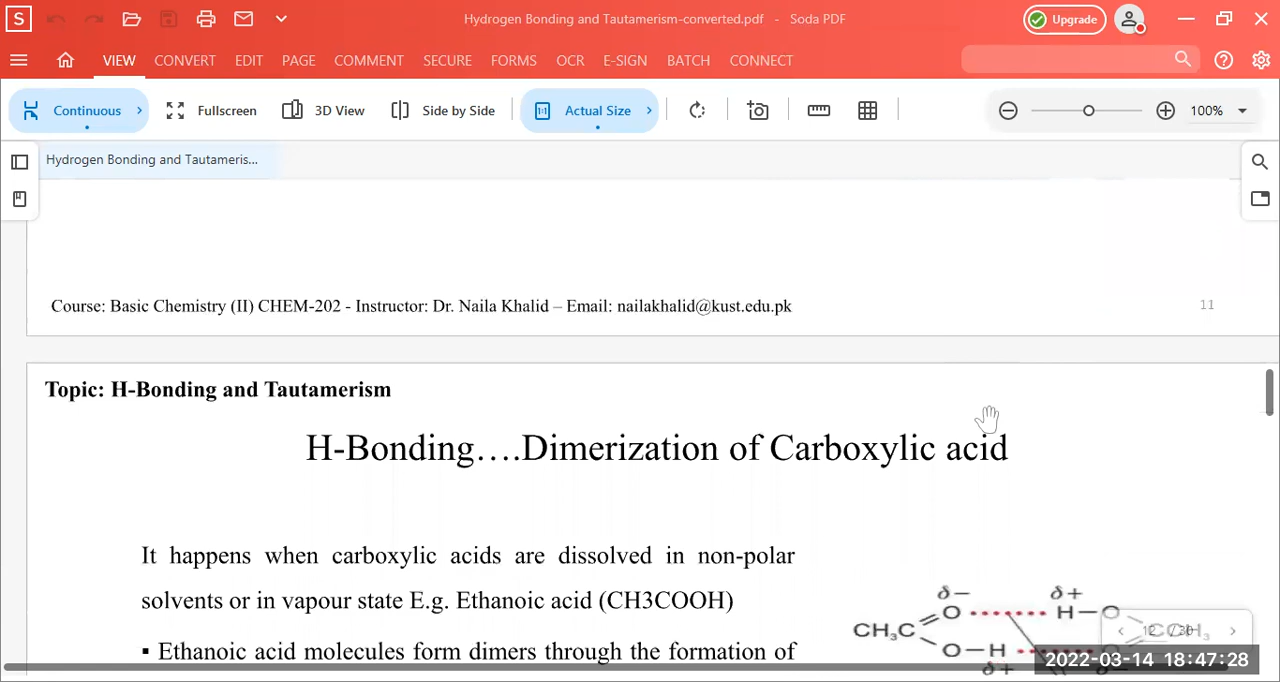 S
Hydrogen Bonding and Tautamerism-converted.pdf - Soda PDF
Upgrade
VIEW CONVERT EDIT PAGE COMMENT SECURE FORMS OCR E-SIGN BATCH CONNECT
Continuous Fullscreen 3D View Side by Side Actual Size 100%
Hydrogen Bonding and Tautameris...
Course: Basic Chemistry (II) CHEM-202 - Instructor: Dr. Naila Khalid – Email: nailakhalid@kust.edu.pk
11
Topic: H-Bonding and Tautamerism
H-Bonding….Dimerization of Carboxylic acid
It happens when carboxylic acids are dissolved in non-polar
solvents or in vapour state E.g. Ethanoic acid (CH3COOH)
▪ Ethanoic acid molecules form dimers through the formation of
δ− δ+
O H−O
CH₃C CCH₃
O−H
δ+
12 / 30
2022-03-14 18:47:28